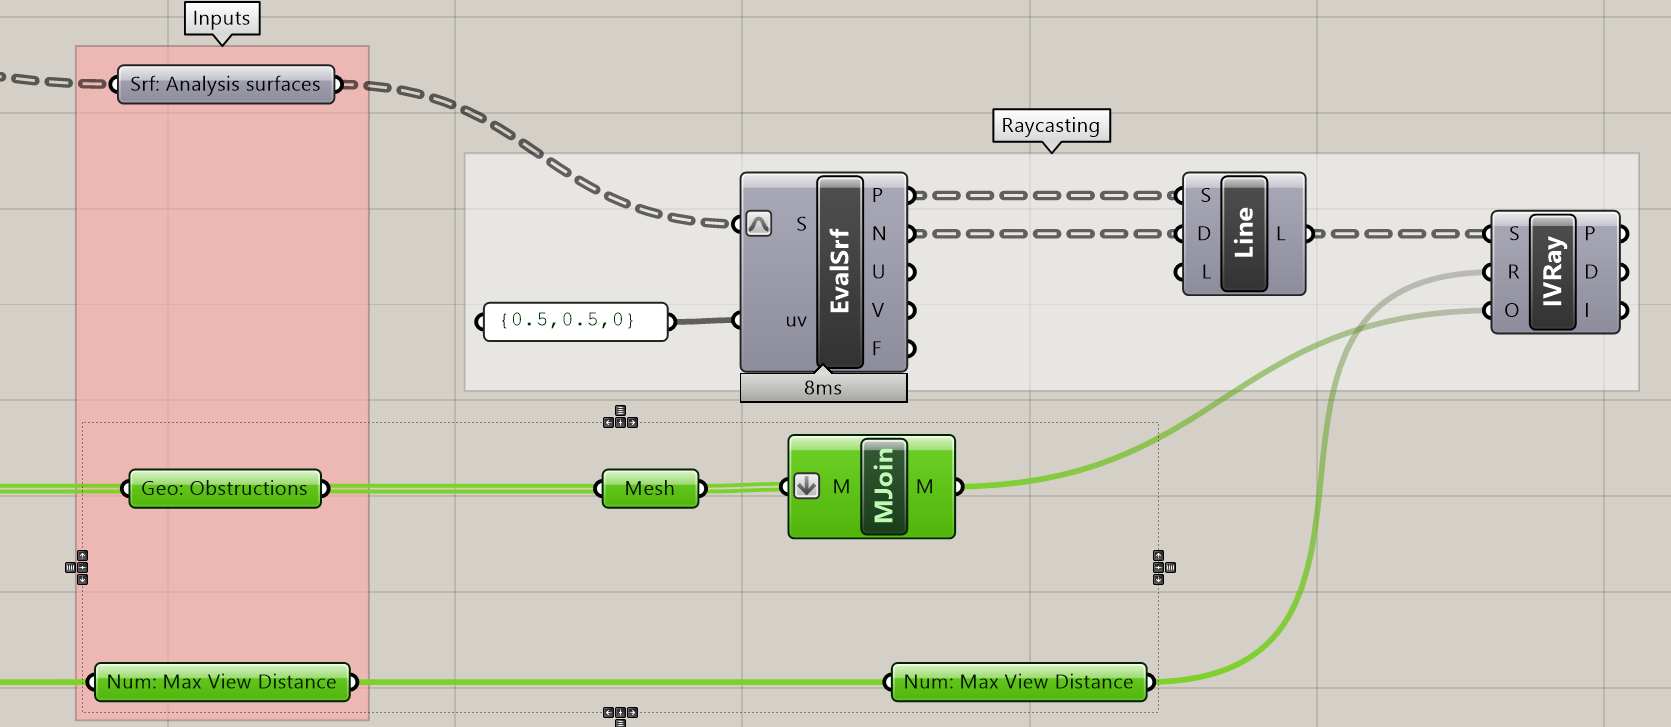 Inputs
Srf: Analysis surfaces
Raycasting
S
uv
EvalSrf
P
N
U
V
F
8ms
{0.5,0.5,0}
S
D
L
Line
L
S
R
O
IVRay
P
D
I
Geo: Obstructions
Mesh
M
MJoin
M
Num: Max View Distance
Num: Max View Distance